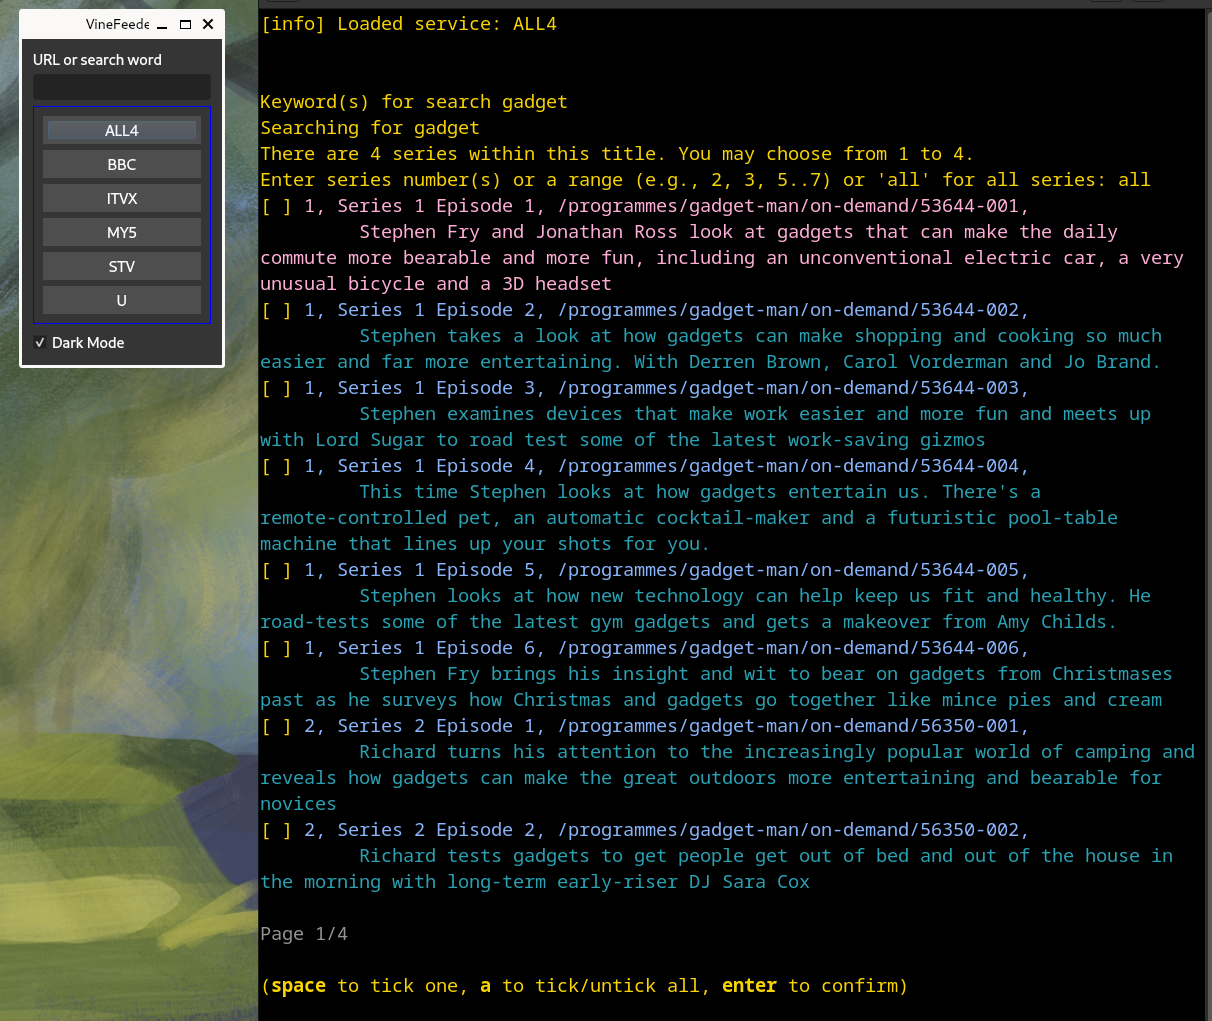 VineFeede
URL or search word
ALL4
BBC
ITVX
MY5
STV
U
Dark Mode
[info] Loaded service: ALL4
Keyword(s) for search gadget
Searching for gadget
There are 4 series within this title. You may choose from 1 to 4.
Enter series number(s) or a range (e.g., 2, 3, 5..7) or 'all' for all series: all
[ ] 1, Series 1 Episode 1, /programmes/gadget-man/on-demand/53644-001,
Stephen Fry and Jonathan Ross look at gadgets that can make the daily
commute more bearable and more fun, including an unconventional electric car, a very
unusual bicycle and a 3D headset
[ ] 1, Series 1 Episode 2, /programmes/gadget-man/on-demand/53644-002,
Stephen takes a look at how gadgets can make shopping and cooking so much
easier and far more entertaining. With Derren Brown, Carol Vorderman and Jo Brand.
[ ] 1, Series 1 Episode 3, /programmes/gadget-man/on-demand/53644-003,
Stephen examines devices that make work easier and more fun and meets up
with Lord Sugar to road test some of the latest work-saving gizmos
[ ] 1, Series 1 Episode 4, /programmes/gadget-man/on-demand/53644-004,
This time Stephen looks at how gadgets entertain us. There's a
remote-controlled pet, an automatic cocktail-maker and a futuristic pool-table
machine that lines up your shots for you.
[ ] 1, Series 1 Episode 5, /programmes/gadget-man/on-demand/53644-005,
Stephen looks at how new technology can help keep us fit and healthy. He
road-tests some of the latest gym gadgets and gets a makeover from Amy Childs.
[ ] 1, Series 1 Episode 6, /programmes/gadget-man/on-demand/53644-006,
Stephen Fry brings his insight and wit to bear on gadgets from Christmases
past as he surveys how Christmas and gadgets go together like mince pies and cream
[ ] 2, Series 2 Episode 1, /programmes/gadget-man/on-demand/56350-001,
Richard turns his attention to the increasingly popular world of camping and
reveals how gadgets can make the great outdoors more entertaining and bearable for
novices
[ ] 2, Series 2 Episode 2, /programmes/gadget-man/on-demand/56350-002,
Richard tests gadgets to get people get out of bed and out of the house in
the morning with long-term early-riser DJ Sara Cox
Page 1/4
(space to tick one, a to tick/untick all, enter to confirm)